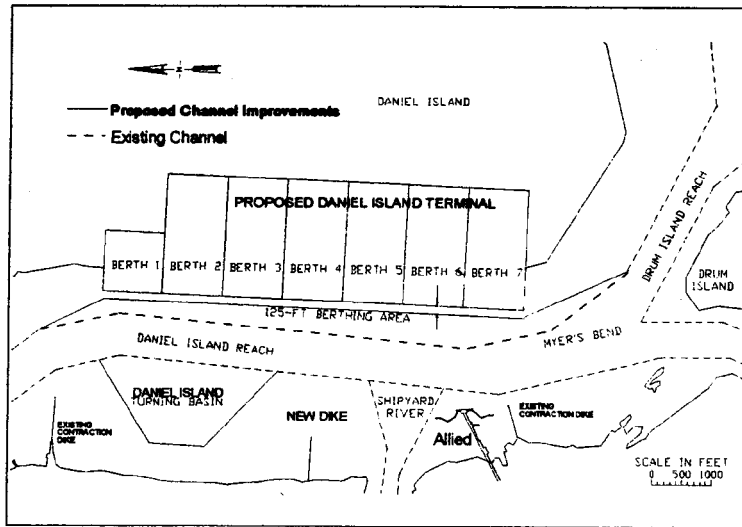 Z
DANIEL ISLAND
Proposed Channel Improvements
Existing Channel
PROPOSED DANIEL ISLAND TERMINAL
BERTH 1
BERTH 2
BERTH 3
BERTH 4
BERTH 5
BERTH 6
BERTH 7
DRUM ISLAND REACH
DRUM
ISLAND
125-FT BERTHING AREA
DANIEL ISLAND REACH
MYER'S BEND
DANIEL ISLAND
TURNING BASIN
SHIPYARD
RIVER
NEW DIKE
EXISTING
CONTRACTION DIKE
EXISTING
CONTRACTION
DIKE
Allied
SCALE IN FEET
0 500 1000